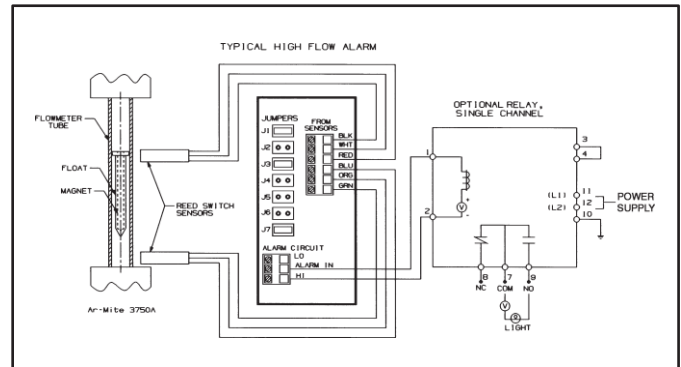 TYPICAL HIGH FLOW ALARM
FLOWMETER
TUBE
FLOAT
MAGNET
REED SWITCH
SENSORS
Ar-Mite 3750A
JUMPERS
J1
J2
J3
J4
J5
J6
J7
FROM
SENSORS
BLK
WHT
RED
BLU
ORG
GRN
ALARM CIRCUIT
LO
ALARM IN
HI
OPTIONAL RELAY,
SINGLE CHANNEL
1
2
+
-
V
3
4
(L1) 11
(L2) 12
10
POWER
SUPPLY
8 7 9
NC COM NO
V
LIGHT